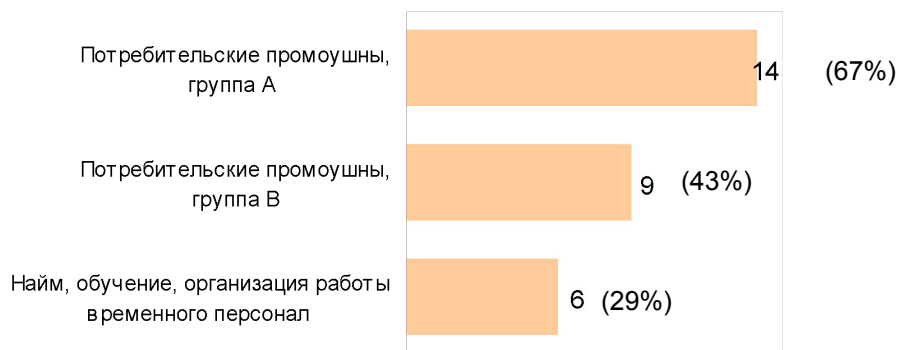 Потребительские промоушны,
группа А
14 (67%)
Потребительские промоушны,
группа В
9 (43%)
Найм, обучение, организация работы
временного персонал
6 (29%)